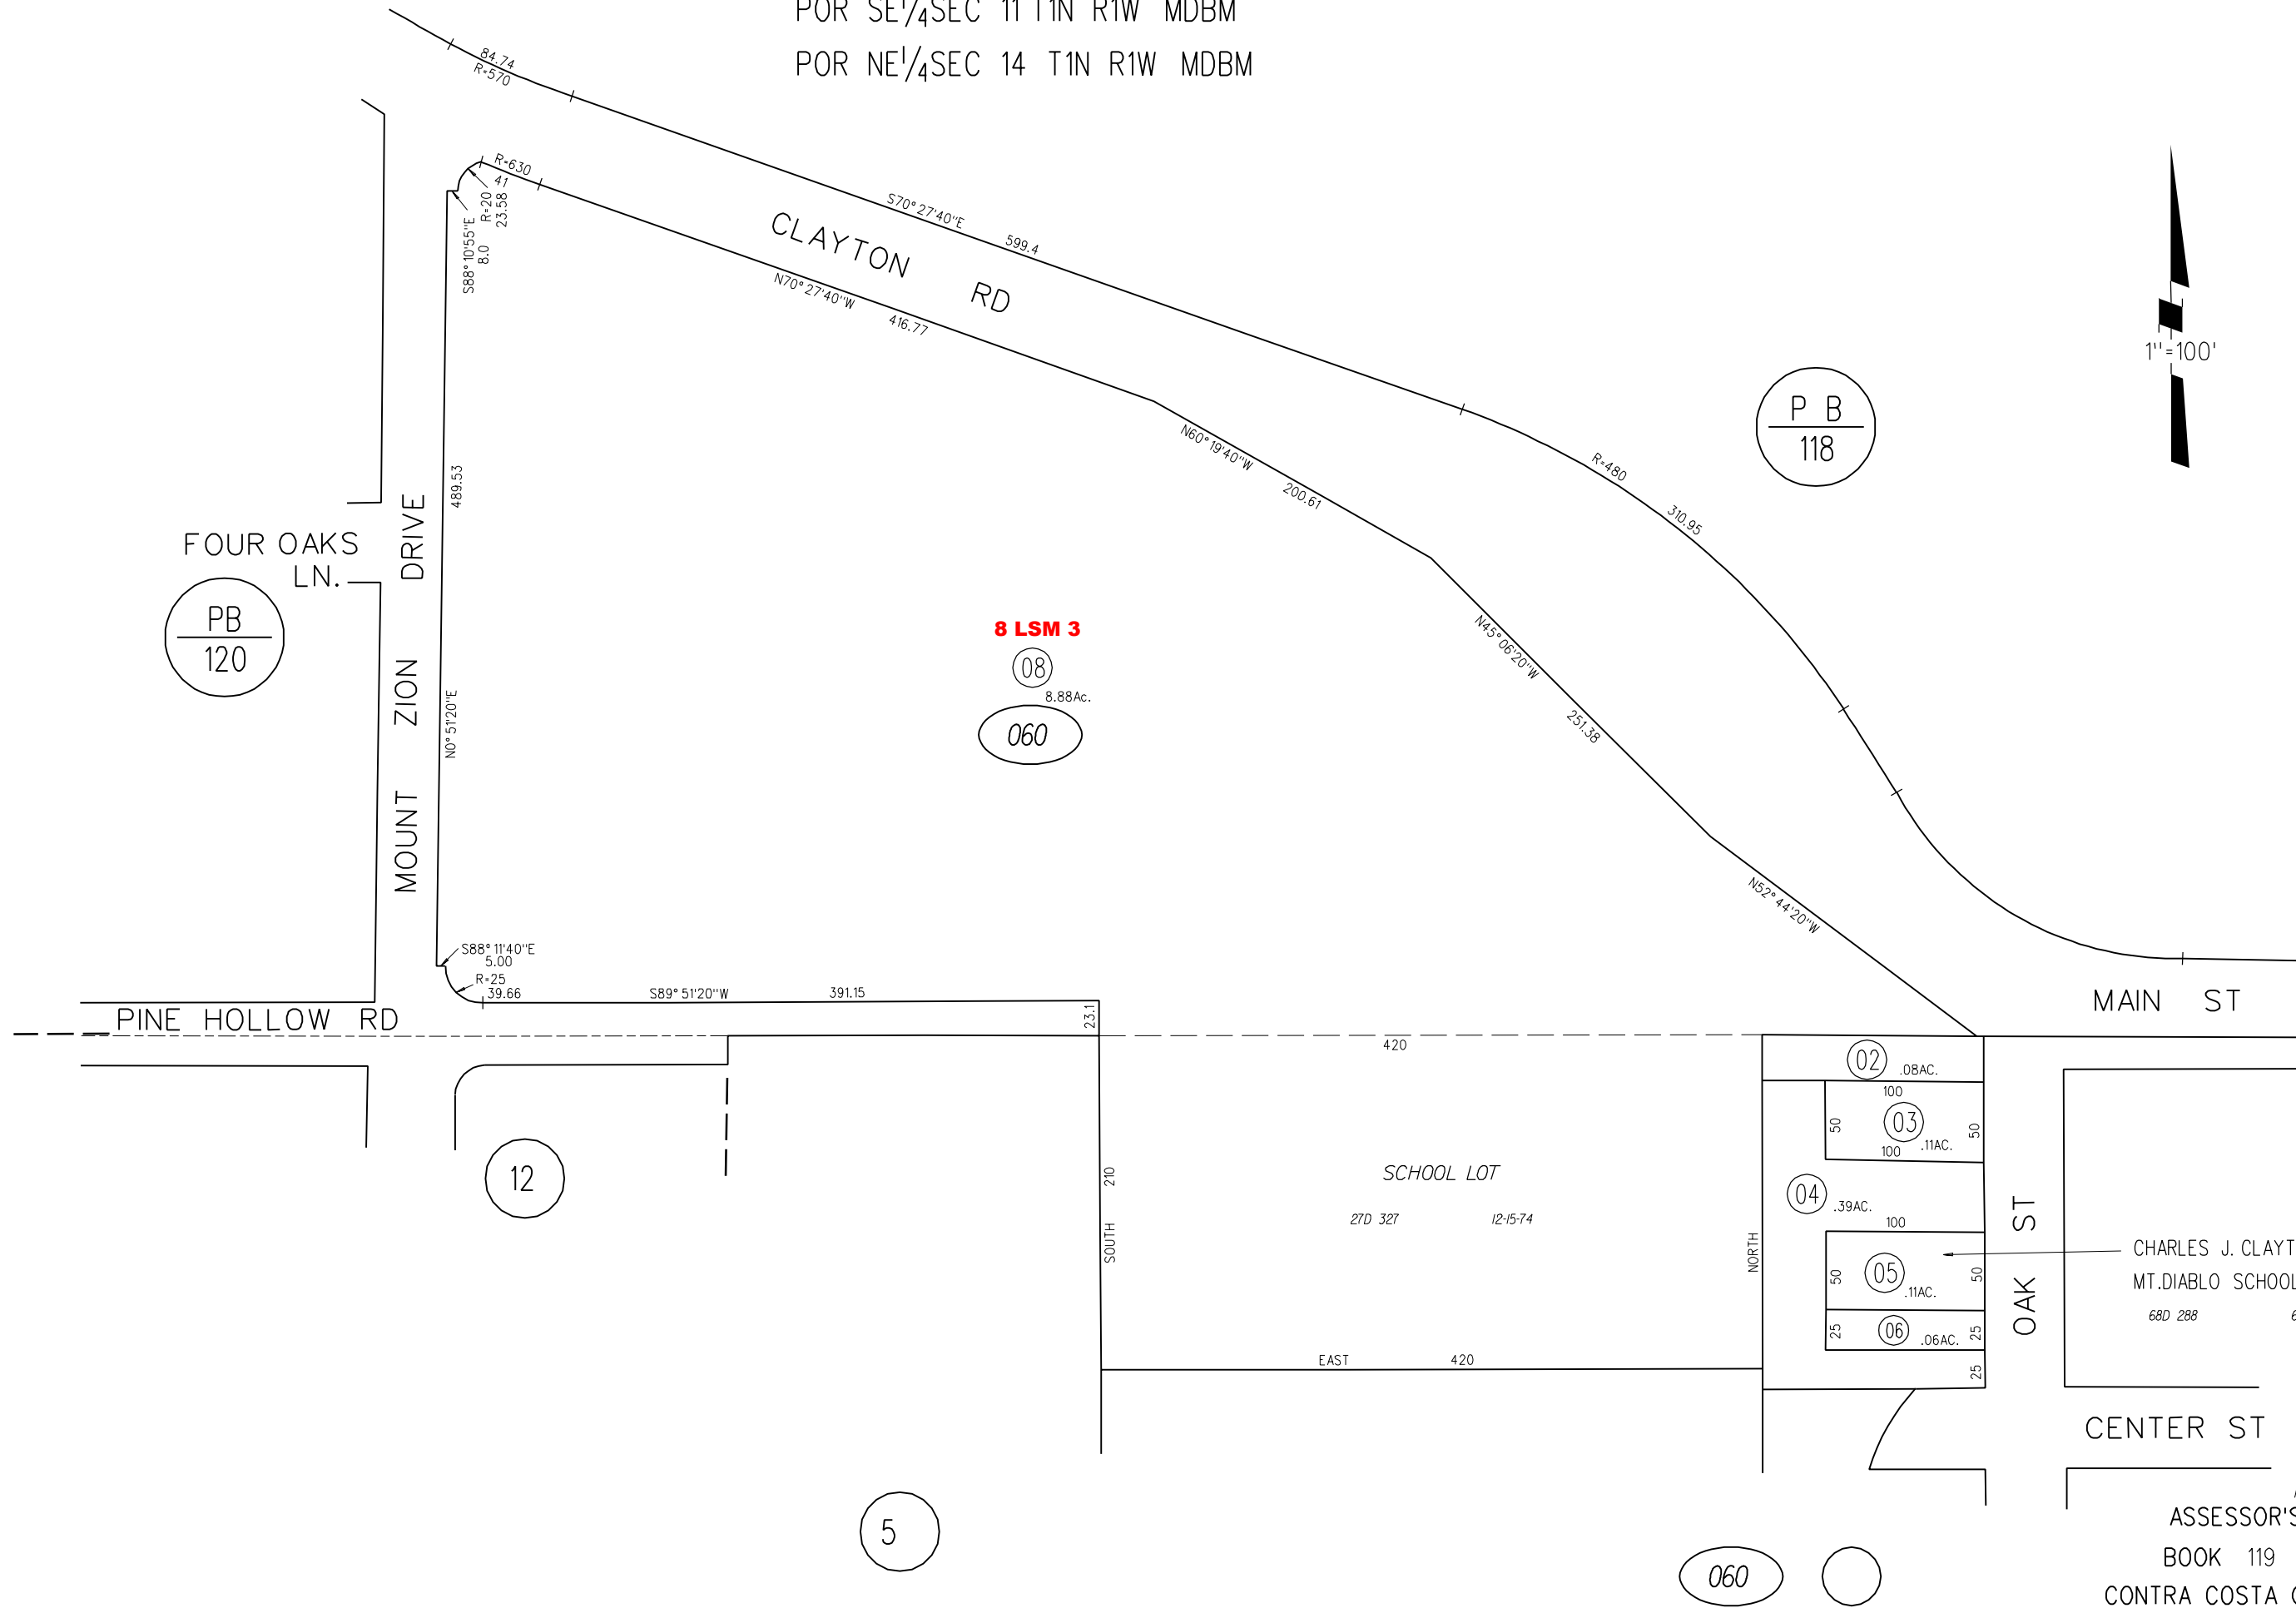 POR SE1/4SEC 11 T1N R1W MDBM
POR NE1/4SEC 14 T1N R1W MDBM
84.74
R=570
R=630
41
R=20
23.58
S88°10'55"E
8.0
S70°27'40"E
599.4
CLAYTON RD
N70°27'40"W
416.77
1"=100'
P B
118
N60°19'40"W
200.61
R=480
310.95
489.53
FOUR OAKS
LN.
PB
120
MOUNT ZION DRIVE
N0°51'20"E
8 LSM 3
08
8.88Ac.
060
N45°06'20"W
251.38
N52°44'20"W
S88°11'40"E
5.00
R=25
39.66
S89°51'20"W
391.15
23.1
PINE HOLLOW RD
MAIN ST
420
02
.08AC.
100
50
03
50
.11AC.
100
12
SCHOOL LOT
27D 327
12-15-74
210
SOUTH
NORTH
04
.39AC.
100
50
05
50
.11AC.
25
06
25
.06AC.
25
OAK ST
CHARLES J. CLAYT
MT.DIABLO SCHOOL
68D 288
EAST
420
CENTER ST
5
060
ASSESSOR'S
BOOK 119
CONTRA COSTA